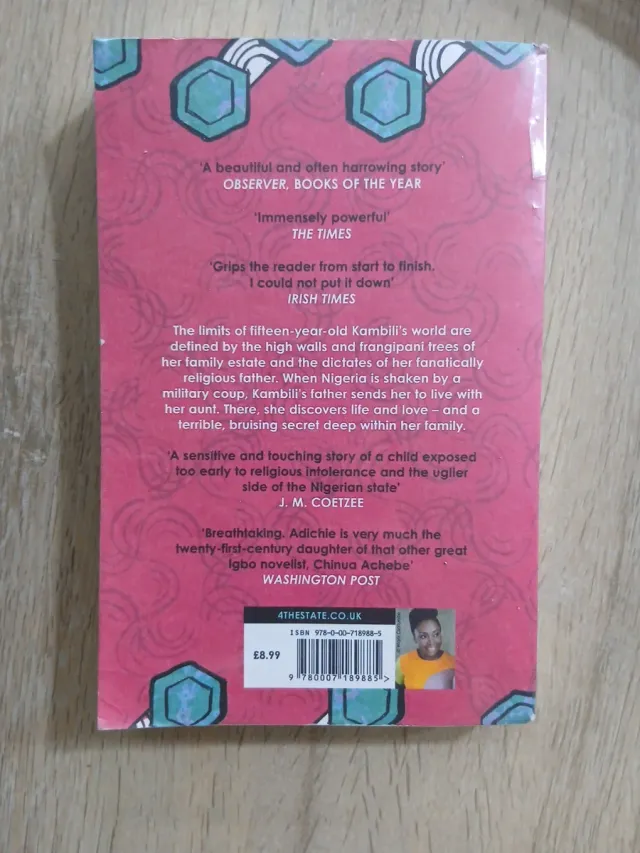 'A beautiful and often harrowing story'
OBSERVER, BOOKS OF THE YEAR
'Immensely powerful'
THE TIMES
'Grips the reader from start to finish.
I could not put it down'
IRISH TIMES
The limits of fifteen-year-old Kambili's world are
defined by the high walls and frangipani trees of
her family estate and the dictates of her fanatically
religious father. When Nigeria is shaken by a
military coup, Kambili's father sends her to live with
her aunt. There, she discovers life and love – and a
terrible, bruising secret deep within her family.
'A sensitive and touching story of a child exposed
too early to religious intolerance and the uglier
side of the Nigerian state'
J. M. COETZEE
'Breathtaking. Adichie is very much the
twenty-first-century daughter of that other great
Igbo novelist, Chinua Achebe'
WASHINGTON POST
4THESTATE.CO.UK
ISBN 978-0-00-718988-5
£8.99
9 780007 189885 >